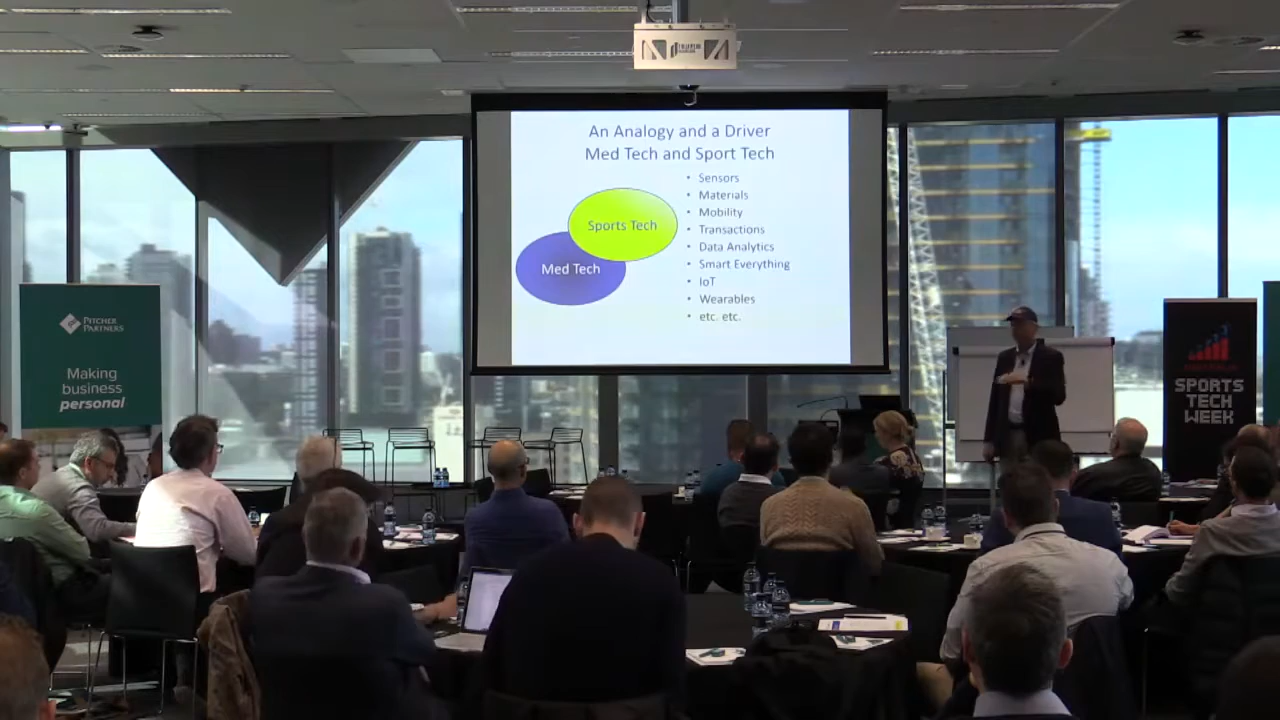 An Analogy and a Driver
Med Tech and Sport Tech
• Sensors
• Materials
• Mobility
• Transactions
• Data Analytics
• Smart Everything
• IoT
• Wearables
• etc. etc.
Sports Tech
Med Tech
PITCHER
PARTNERS
Making
business
personal
SPORTS
TECH
WEEK